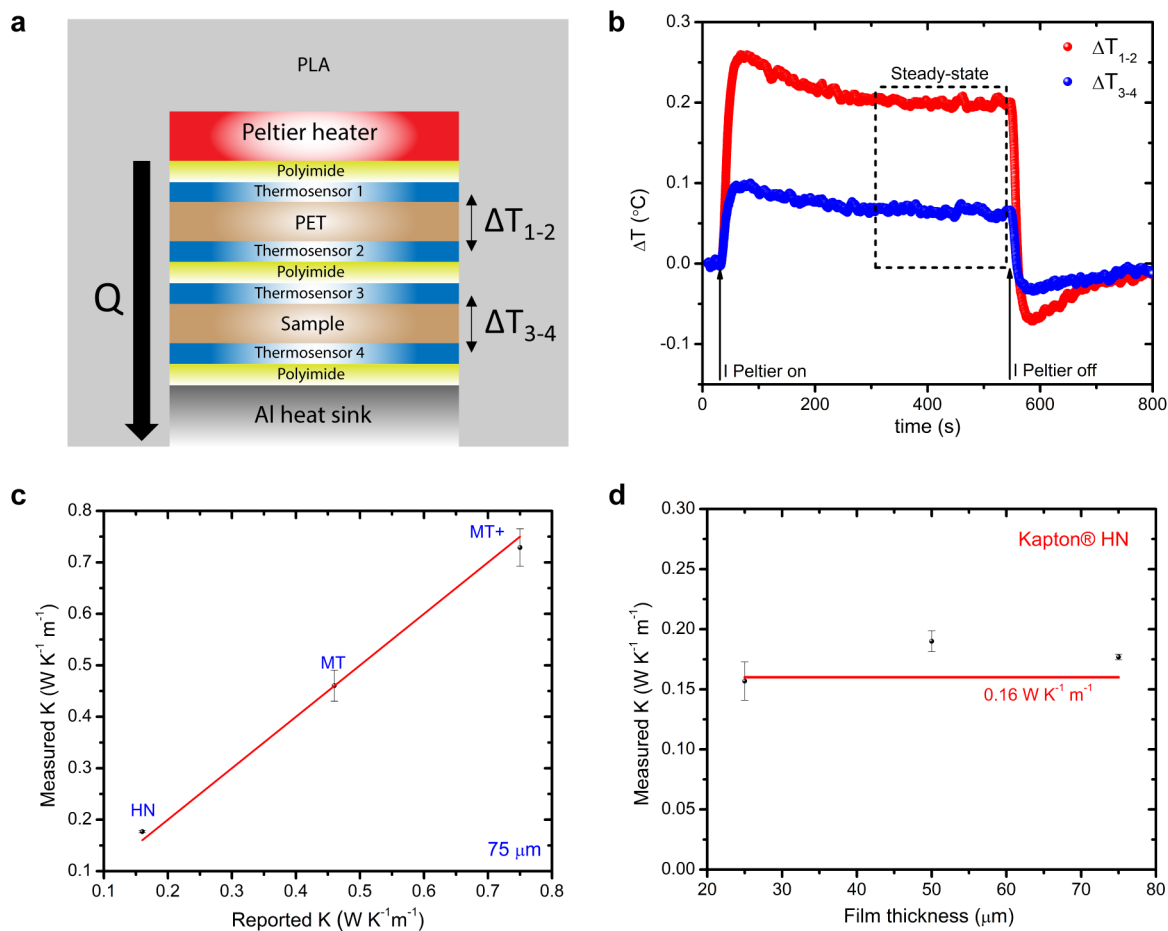 a
PLA
Peltier heater
Polyimide
Thermosensor 1
PET
Thermosensor 2
Polyimide
Thermosensor 3
Sample
Thermosensor 4
Polyimide
Al heat sink
Q
ΔT1-2
ΔT3-4
b
ΔT1-2
ΔT3-4
Steady-state
0.3
0.2
0.1
0.0
-0.1
ΔT (°C)
I Peltier on
I Peltier off
0 200 400 600 800
time (s)
c
0.8
0.7
0.6
0.5
0.4
0.3
0.2
0.1
Measured K (W K⁻¹ m⁻¹)
MT+
MT
HN
75 μm
0.1 0.2 0.3 0.4 0.5 0.6 0.7 0.8
Reported K (W K⁻¹m⁻¹)
d
0.30
0.25
0.20
0.15
0.10
0.05
0.00
Measured K (W K⁻¹ m⁻¹)
Kapton® HN
0.16 W K⁻¹ m⁻¹
20 30 40 50 60 70 80
Film thickness (μm)